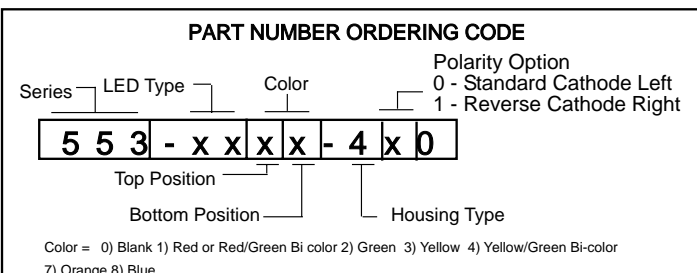 PART NUMBER ORDERING CODE
Polarity Option
0 - Standard Cathode Left
1 - Reverse Cathode Right
Series LED Type Color
5 5 3 - x x x x - 4 x 0
Top Position
Bottom Position Housing Type
Color = 0) Blank 1) Red or Red/Green Bi color 2) Green 3) Yellow 4) Yellow/Green Bi-color
7) Orange 8) Blue